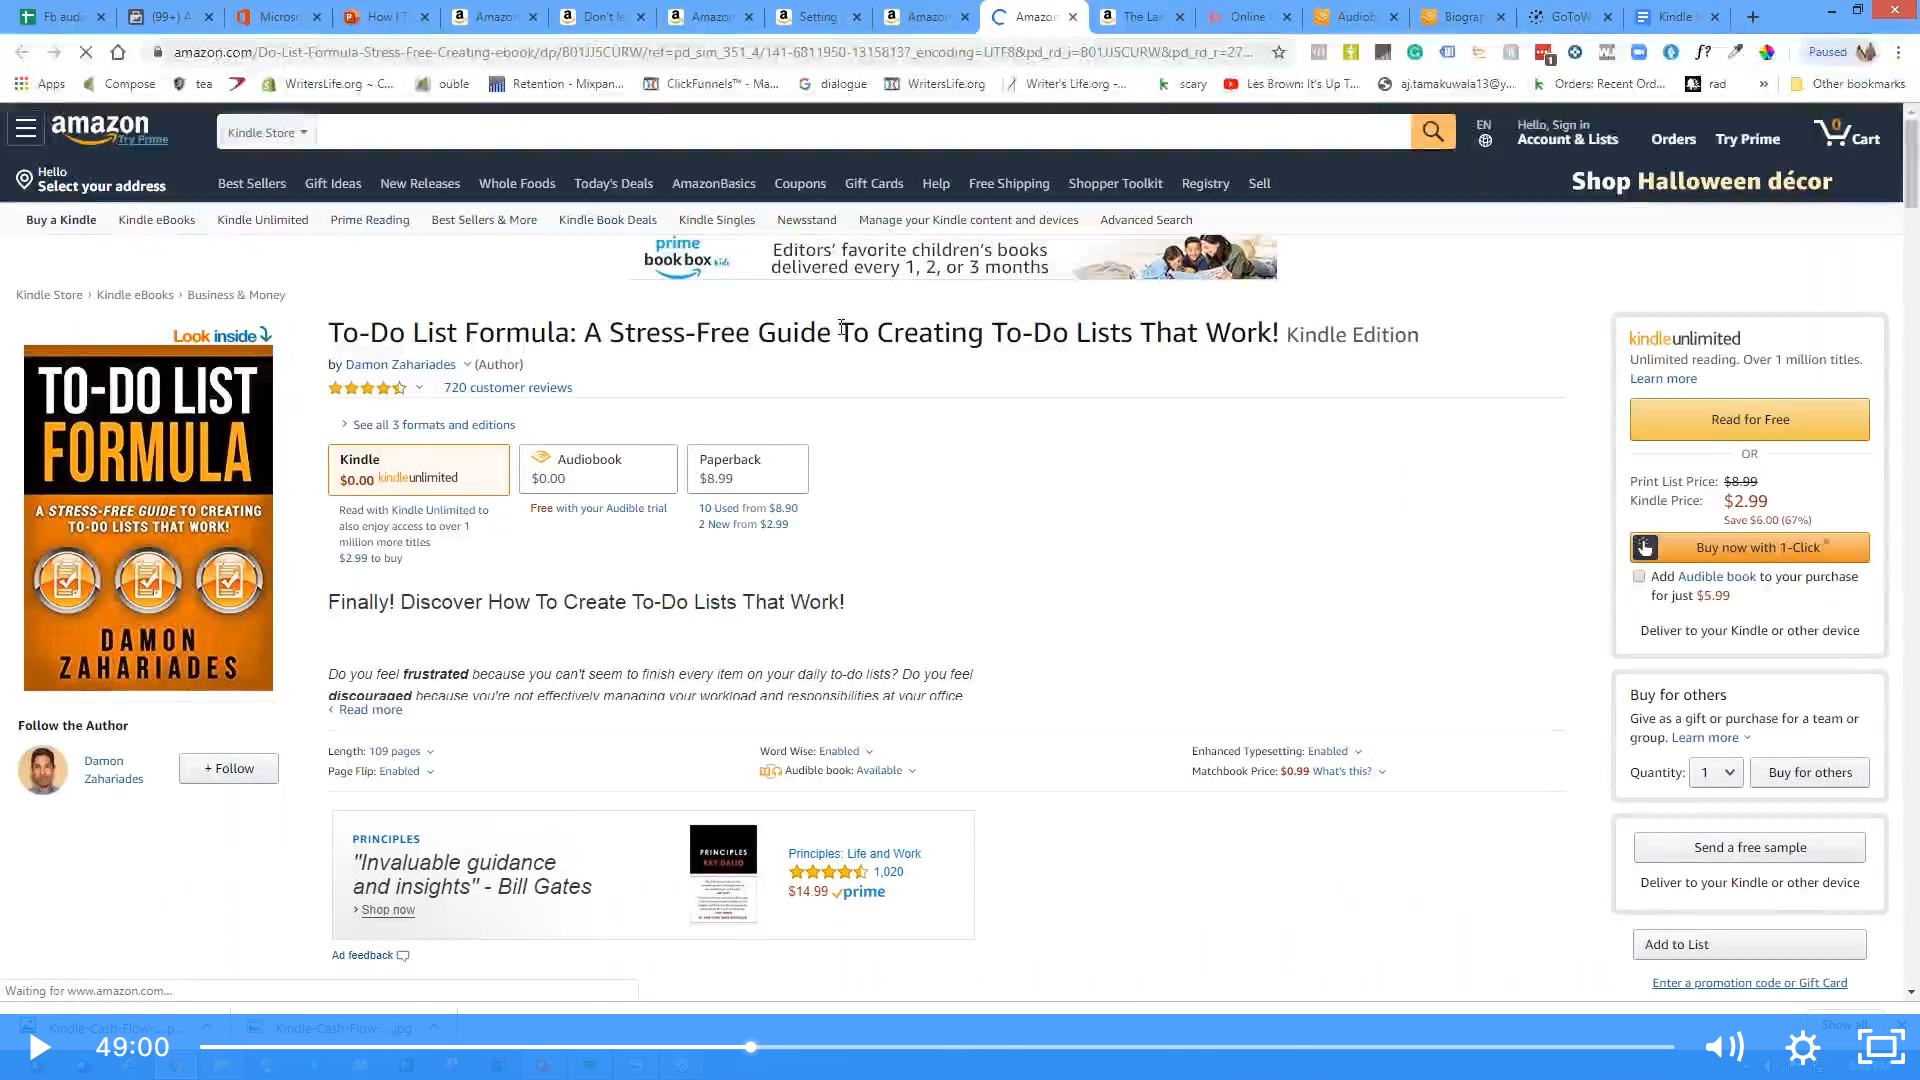 Fb audi
(99+) A
Micros
How I T
Amazon
Don't le
Amazon
Setting
Amazon
Amazon
The La
Online
Audiob
Biograp
GoToW
Kindle
amazon.com/Do-List-Formula-Stress-Free-Creating-ebook/dp/B01JJ5CURW/ref=pd_sim_351_4/141-6811950-1315813?_encoding=UTF8&pd_rd_i=B01JJ5CURW&pd_rd_r=27...
Paused
Apps
Compose
tea
WritersLife.org ~ C...
ouble
Retention - Mixpan...
ClickFunnels™ - Ma...
dialogue
WritersLife.org
Writer's Life.org ~...
scary
Les Brown: It's Up T...
aj.tamakuwala13@y...
Orders: Recent Ord...
rad
»
Other bookmarks
amazon
Try Prime
Kindle Store
EN
Hello, Sign in
Account & Lists
Orders
Try Prime
0
Cart
Hello
Select your address
Best Sellers
Gift Ideas
New Releases
Whole Foods
Today's Deals
AmazonBasics
Coupons
Gift Cards
Help
Free Shipping
Shopper Toolkit
Registry
Sell
Shop Halloween décor
Buy a Kindle
Kindle eBooks
Kindle Unlimited
Prime Reading
Best Sellers & More
Kindle Book Deals
Kindle Singles
Newsstand
Manage your Kindle content and devices
Advanced Search
prime
book box Kids
Editors' favorite children's books
delivered every 1, 2, or 3 months
Kindle Store › Kindle eBooks › Business & Money
Look inside
TO-DO LIST
FORMULA
A STRESS-FREE GUIDE TO CREATING
TO-DO LISTS THAT WORK!
DAMON
ZAHARIADES
Follow the Author
Damon
Zahariades
+ Follow
To-Do List Formula: A Stress-Free Guide To Creating To-Do Lists That Work! Kindle Edition
by Damon Zahariades (Author)
720 customer reviews
See all 3 formats and editions
Kindle
$0.00 kindleunlimited
Audiobook
$0.00
Paperback
$8.99
Read with Kindle Unlimited to
also enjoy access to over 1
million more titles
$2.99 to buy
Free with your Audible trial
10 Used from $8.90
2 New from $2.99
Finally! Discover How To Create To-Do Lists That Work!
Do you feel frustrated because you can't seem to finish every item on your daily to-do lists? Do you feel
discouraged because you're not effectively managing your workload and responsibilities at your office
Read more
Length: 109 pages
Word Wise: Enabled
Enhanced Typesetting: Enabled
Page Flip: Enabled
Audible book: Available
Matchbook Price: $0.99 What's this?
PRINCIPLES
"Invaluable guidance
and insights" - Bill Gates
› Shop now
PRINCIPLES
RAY DALIO
Principles: Life and Work
1,020
$14.99 prime
Ad feedback
kindleunlimited
Unlimited reading. Over 1 million titles.
Learn more
Read for Free
OR
Print List Price: $8.99
Kindle Price: $2.99
Save $6.00 (67%)
Buy now with 1-Click®
Add Audible book to your purchase
for just $5.99
Deliver to your Kindle or other device
Buy for others
Give as a gift or purchase for a team or
group. Learn more
Quantity: 1
Buy for others
Send a free sample
Deliver to your Kindle or other device
Add to List
Enter a promotion code or Gift Card
Waiting for www.amazon.com...
Kindle-Cash-Flow-....p...
Kindle-Cash-Flow-....jpg
Show all
49:00